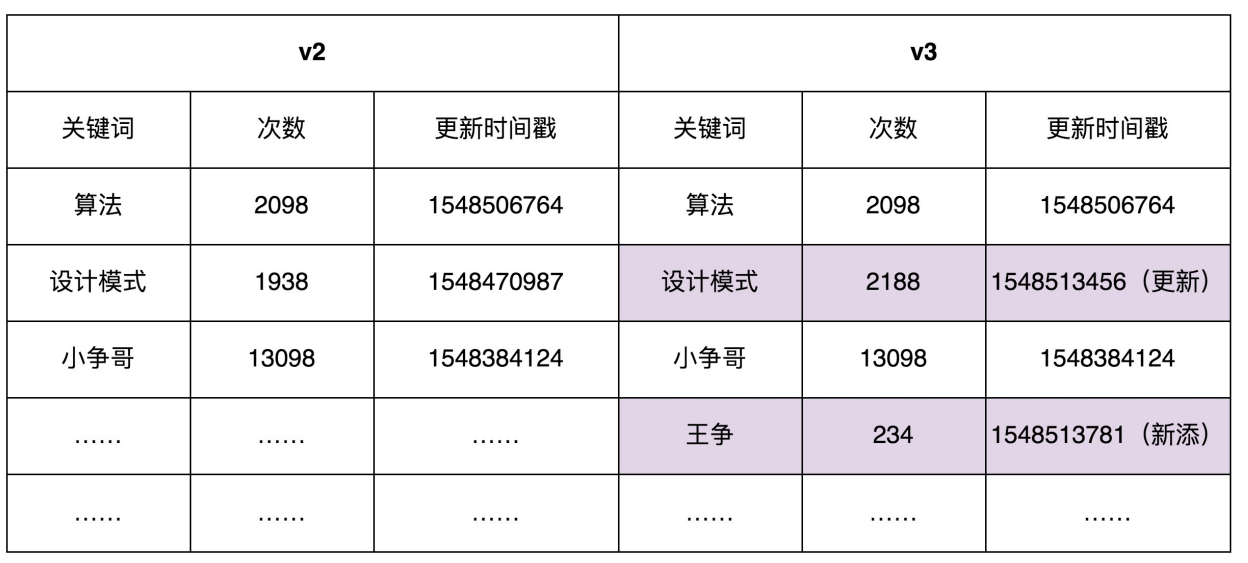 v2 v3
关键词 次数 更新时间戳 关键词 次数 更新时间戳
算法 2098 1548506764 算法 2098 1548506764
设计模式 1938 1548470987 设计模式 2188 1548513456（更新）
小争哥 13098 1548384124 小争哥 13098 1548384124
…… …… …… 王争 234 1548513781（新添）
…… …… …… …… …… ……